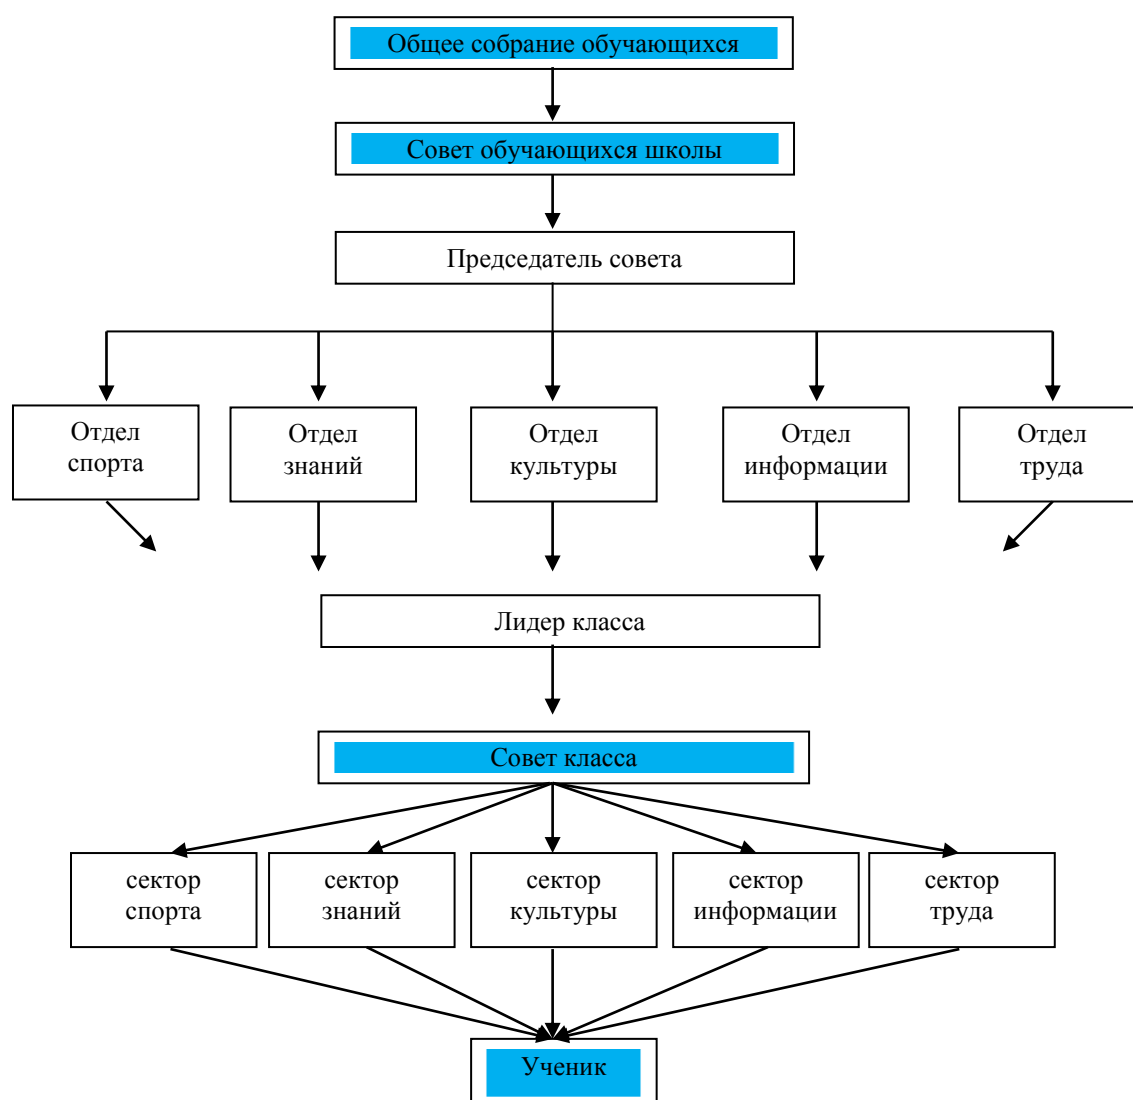 Общее собрание обучающихся
Совет обучающихся школы
Председатель совета
Отдел
спорта
Отдел
знаний
Отдел
культуры
Отдел
информации
Отдел
труда
Лидер класса
Совет класса
сектор
спорта
сектор
знаний
сектор
культуры
сектор
информации
сектор
труда
Ученик